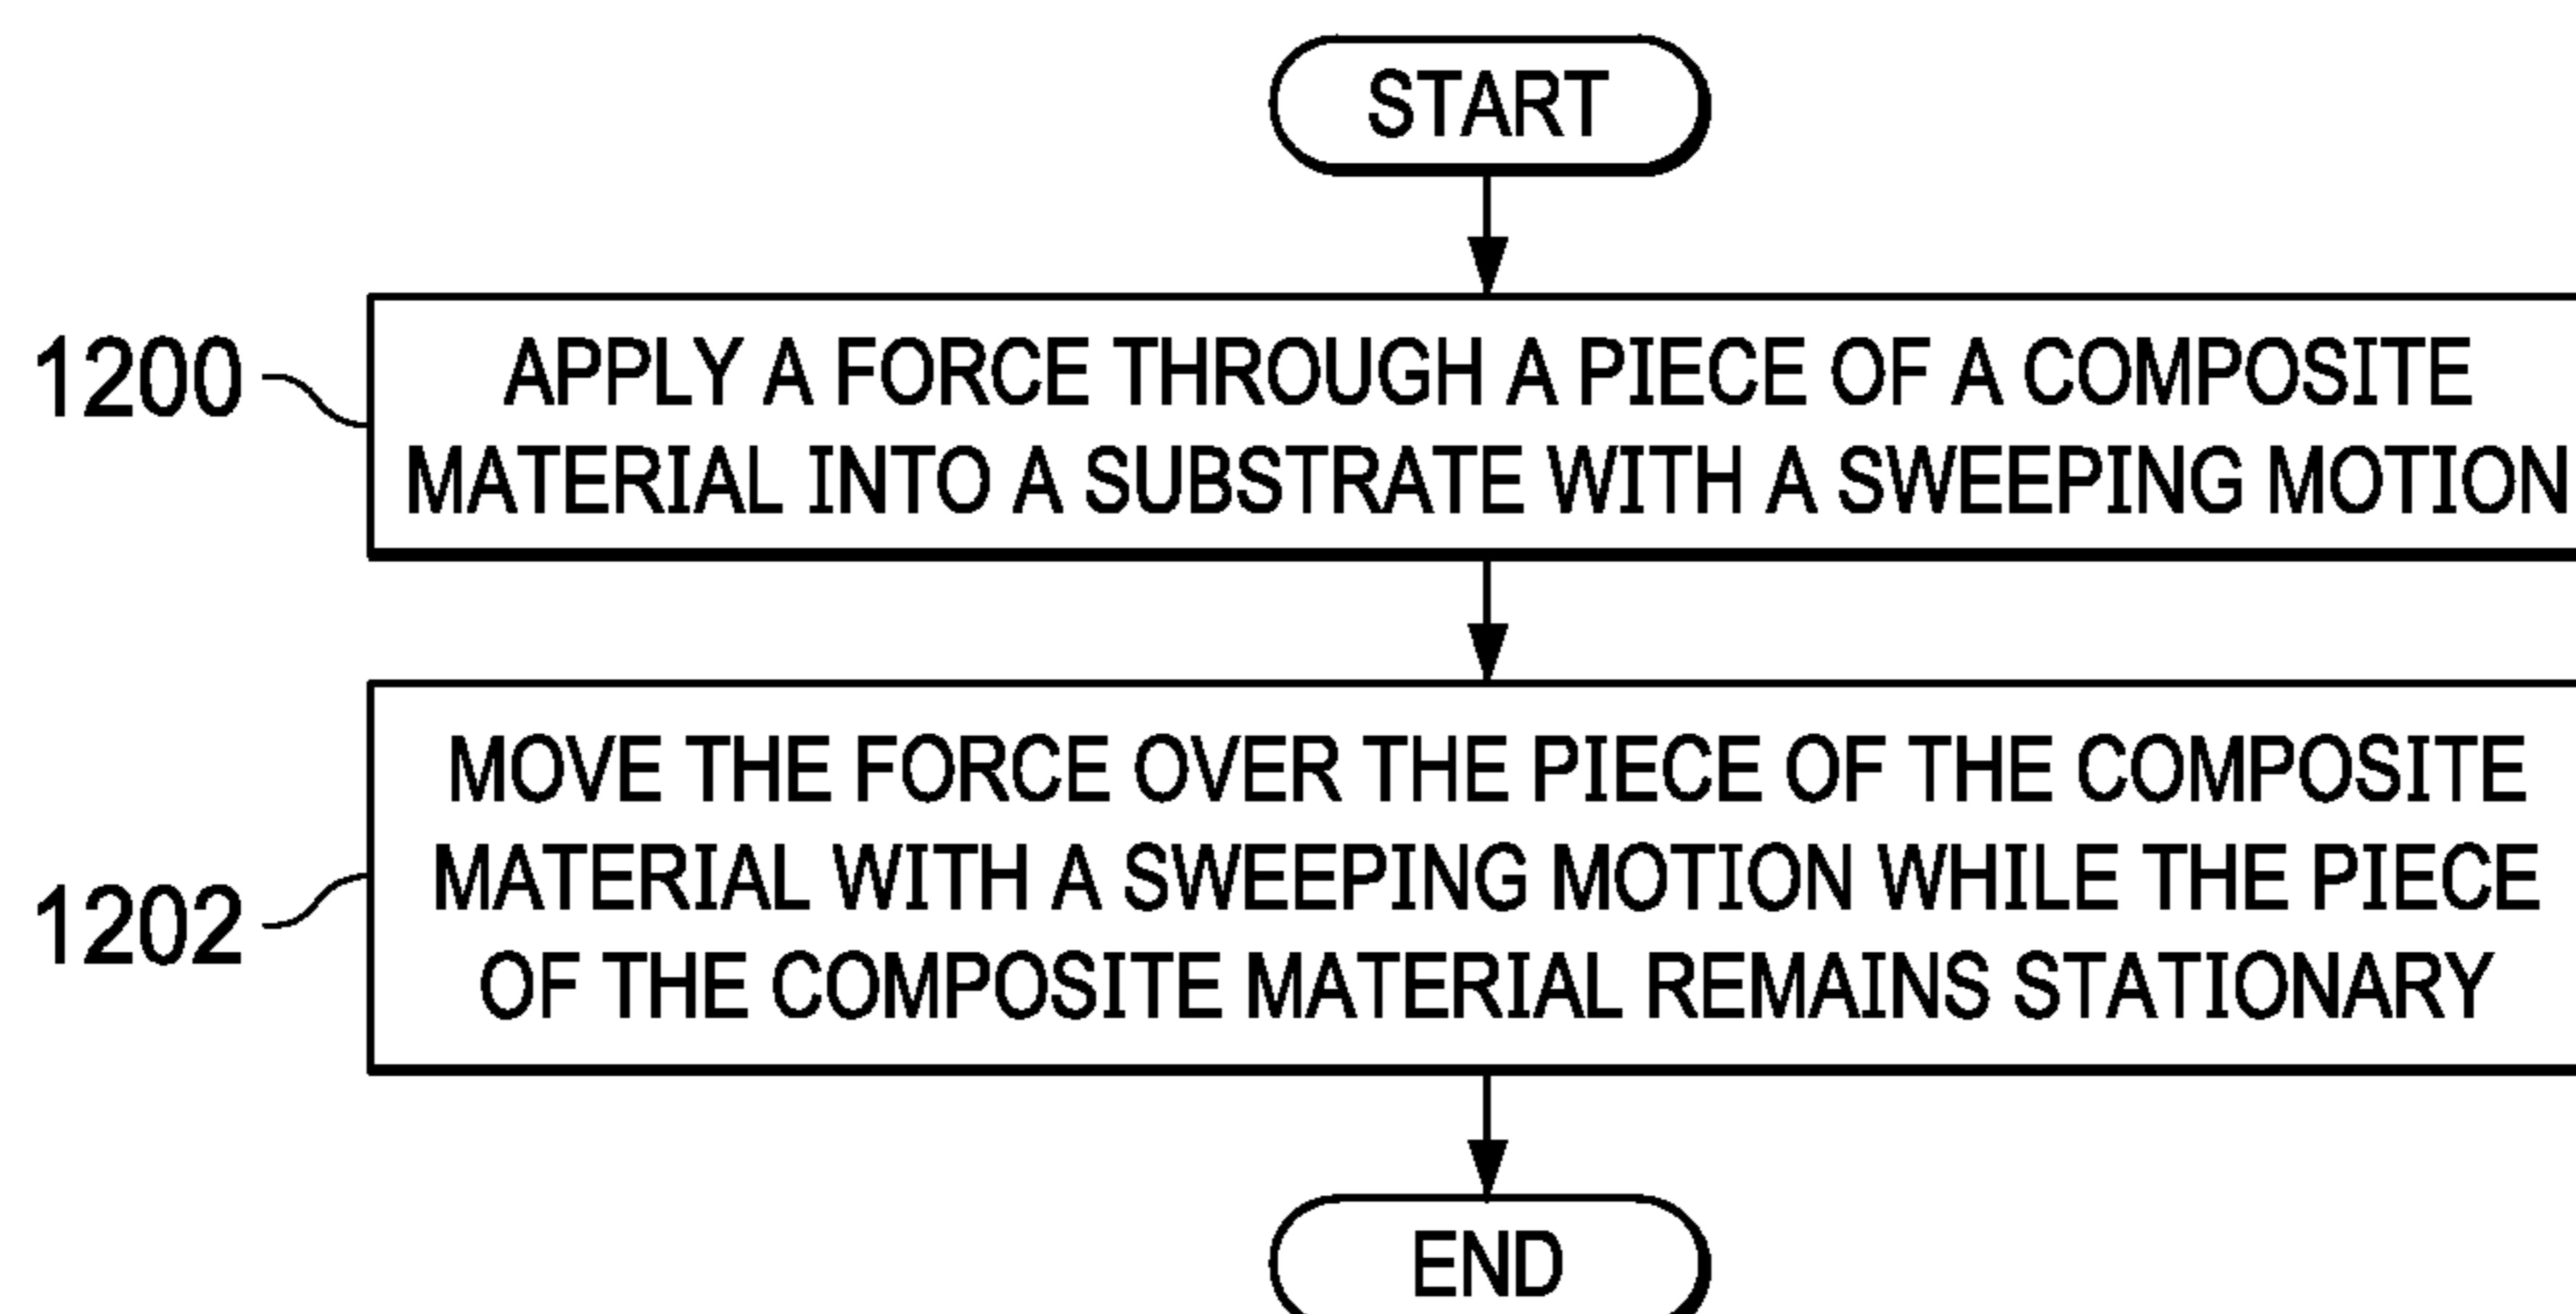 START
1200
APPLY A FORCE THROUGH A PIECE OF A COMPOSITE
MATERIAL INTO A SUBSTRATE WITH A SWEEPING MOTION
MOVE THE FORCE OVER THE PIECE OF THE COMPOSITE
MATERIAL WITH A SWEEPING MOTION WHILE THE PIECE
1202
OF THE COMPOSITE MATERIAL REMAINS STATIONARY
END